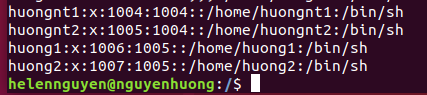 huongnt1:x:1004:1004::/home/huongnt1:/bin/sh
huongnt2:x:1005:1004::/home/huongnt2:/bin/sh
huong1:x:1006:1005::/home/huong1:/bin/sh
huong2:x:1007:1005::/home/huong2:/bin/sh
helennguyen@nguyenhuong:/$